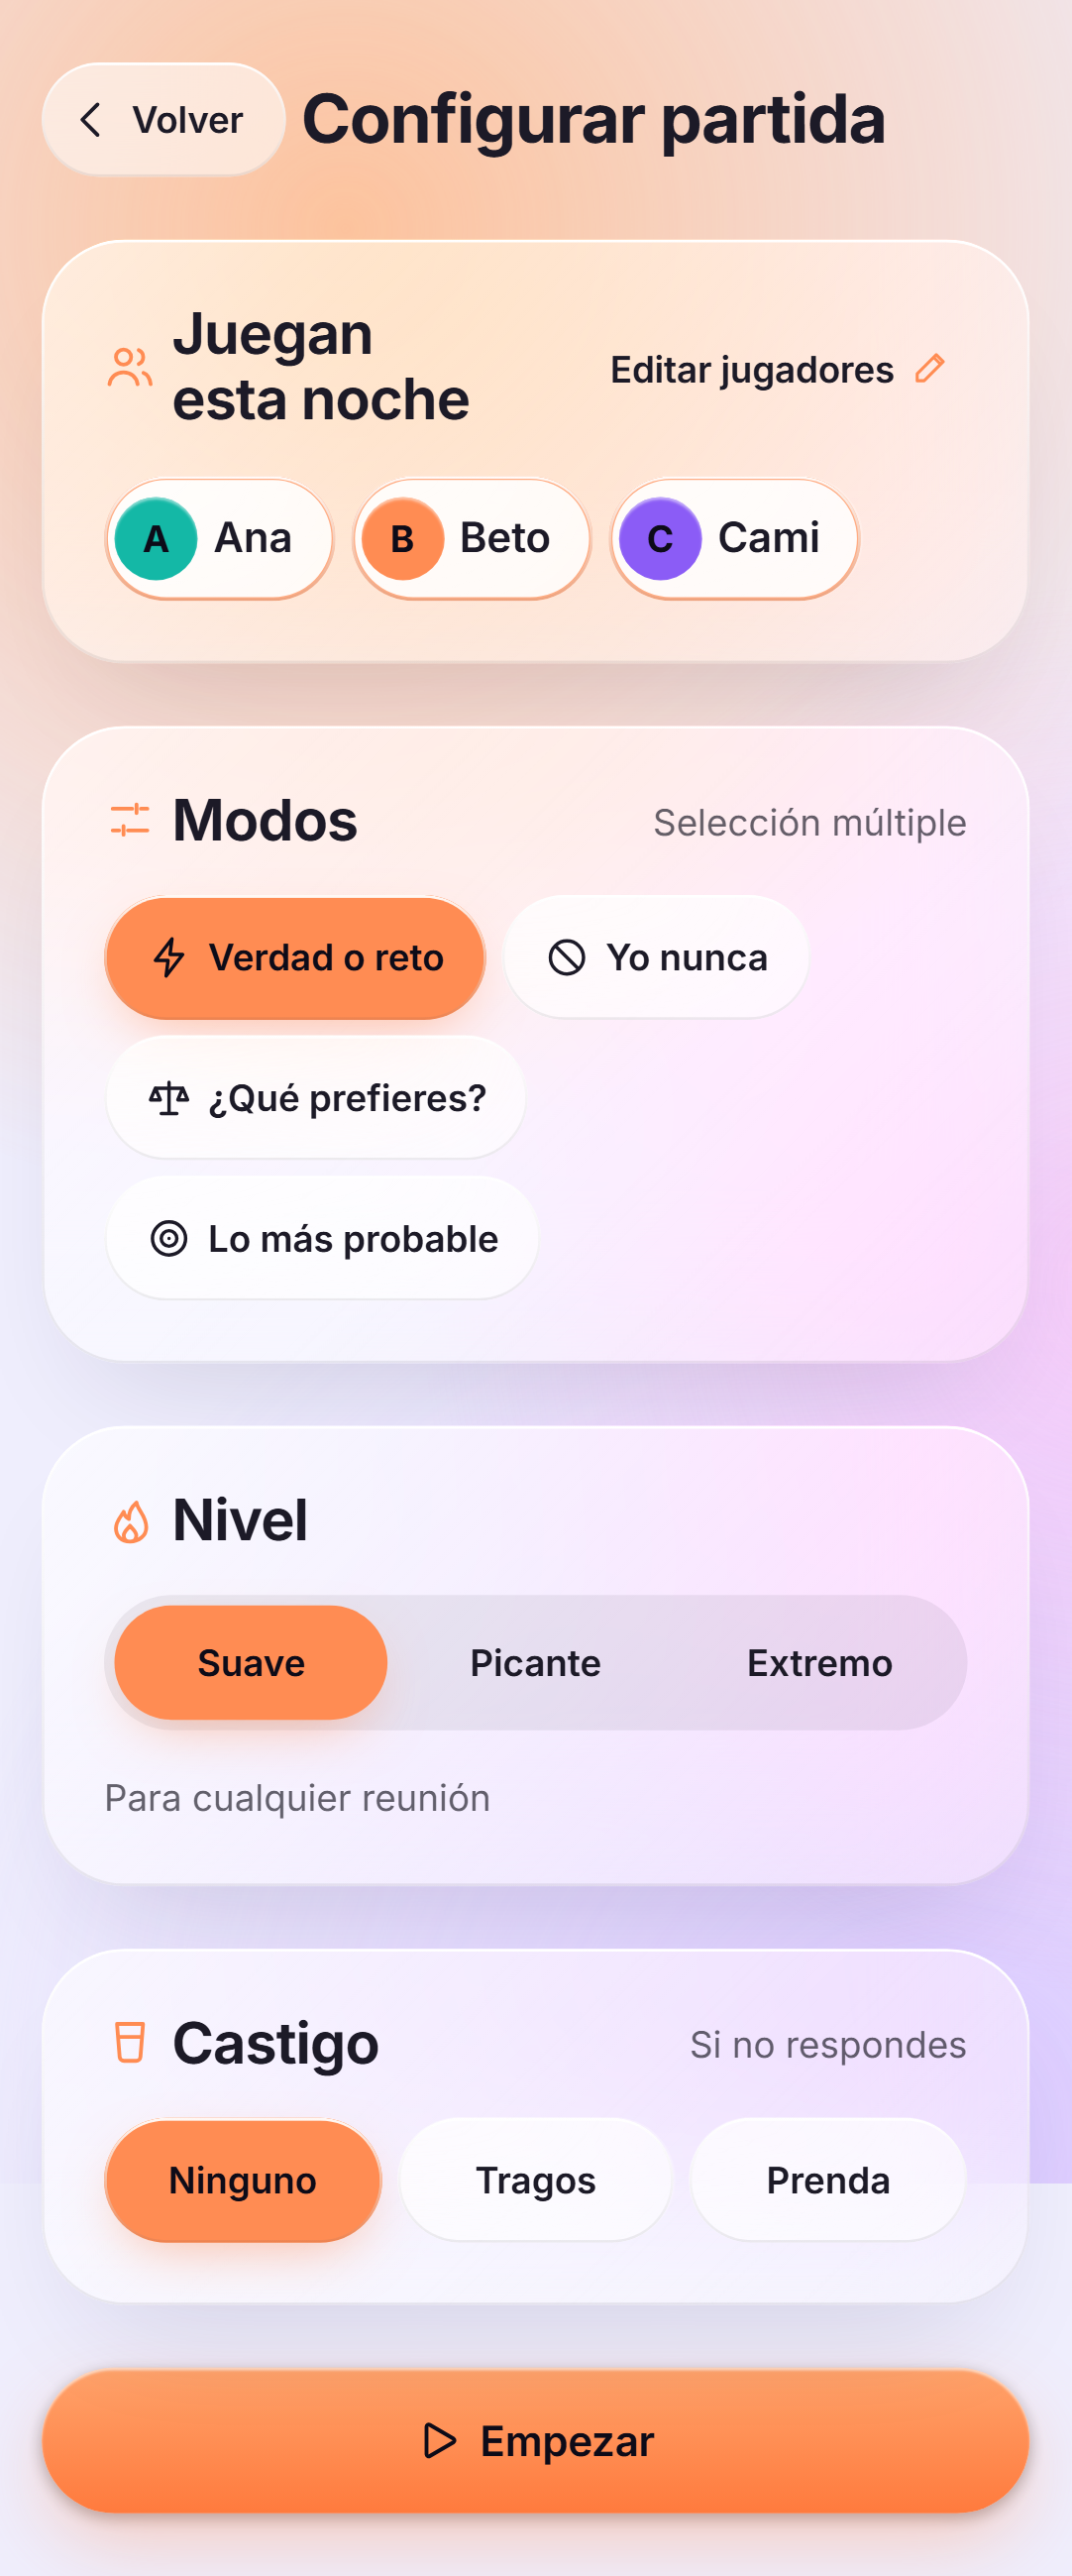 Volver
Configurar partida
Juegan
esta noche
Editar jugadores
A Ana
B Beto
C Cami
Modos
Selección múltiple
Verdad o reto
Yo nunca
¿Qué prefieres?
Lo más probable
Nivel
Suave
Picante
Extremo
Para cualquier reunión
Castigo
Si no respondes
Ninguno
Tragos
Prenda
Empezar